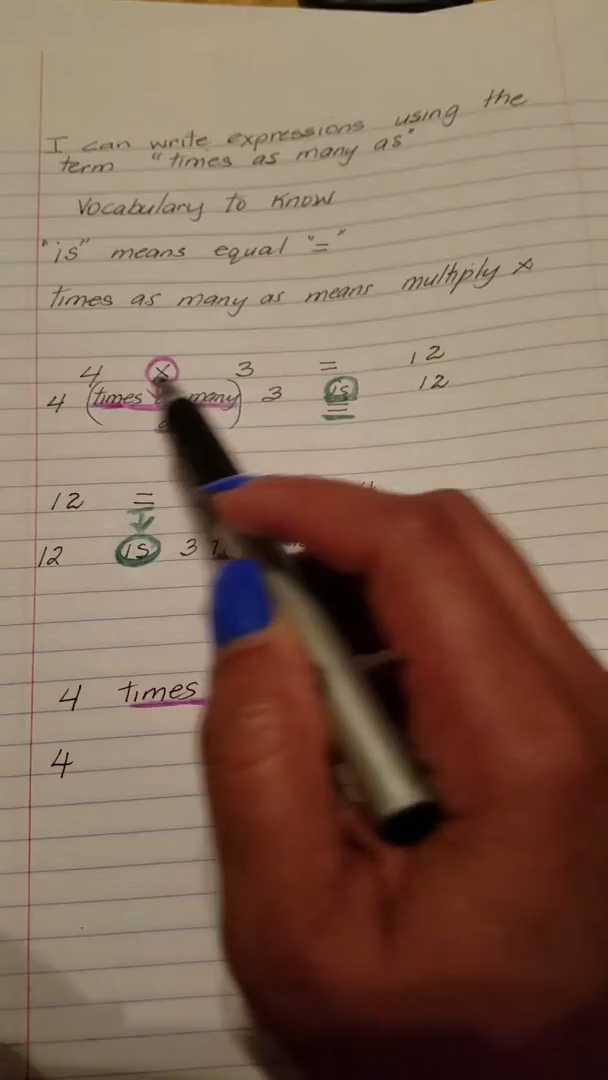 I can write expressions using the
term "times as many as"
Vocabulary to know
"is" means equal "="
times as many as means multiply ×
4 × 3 = 12
4 (times many) 3 is 12
=
12 =
12 is 3
4 times
4